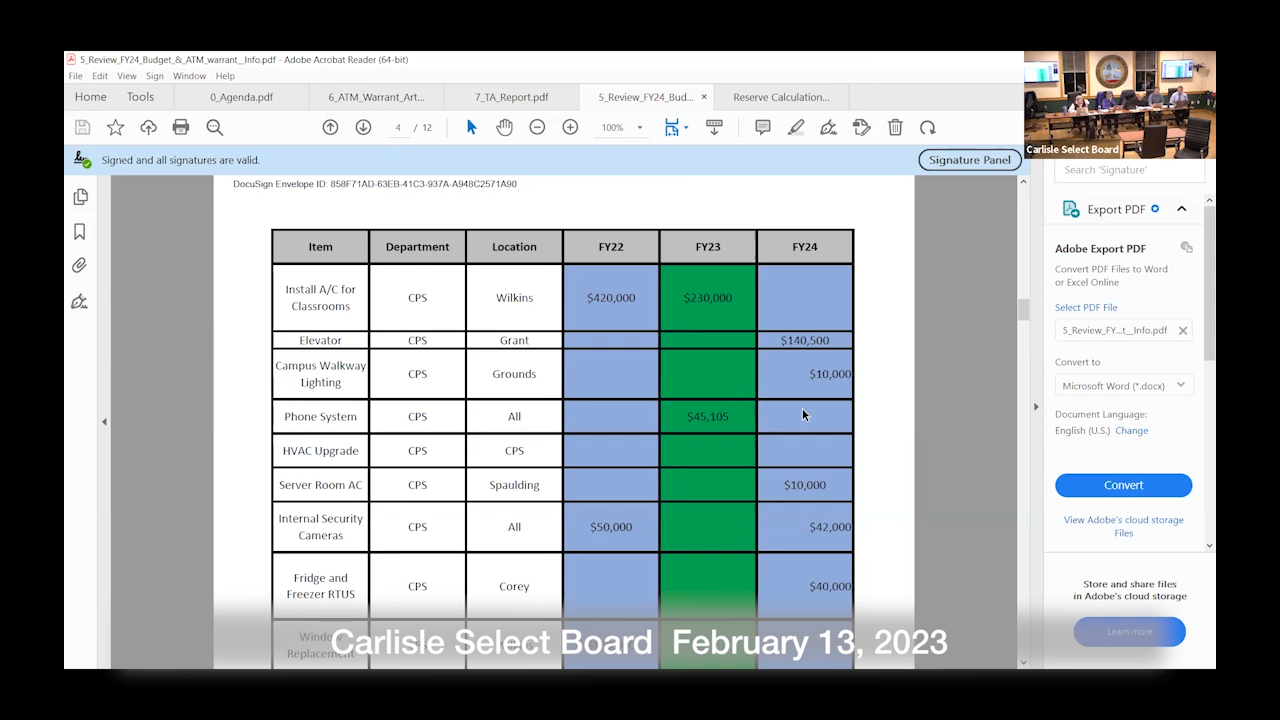 5_Review_FY24_Budget_&_ATM_warrant__Info.pdf - Adobe Acrobat Reader (64-bit)
File Edit View Sign Window Help
Home Tools 0_Agenda.pdf 0_ATM_Warrant_Art... 7_TA_Report.pdf 5_Review_FY24_Bud... × Reserve Calculation...
4 / 12 100%
Carlisle Select Board
Signed and all signatures are valid. Signature Panel
Search 'Signature'
DocuSign Envelope ID: 858F71AD-63EB-41C3-937A-A948C2571A90
Export PDF
Adobe Export PDF
Convert PDF Files to Word
or Excel Online
Select PDF File
5_Review_FY...t__Info.pdf
Convert to
Microsoft Word (*.docx)
Document Language:
English (U.S.) Change
Convert
View Adobe's cloud storage
Files
Store and share files
in Adobe's cloud storage
Learn more
Item Department Location FY22 FY23 FY24
Install A/C for
Classrooms CPS Wilkins $420,000 $230,000
Elevator CPS Grant $140,500
Campus Walkway
Lighting CPS Grounds $10,000
Phone System CPS All $45,105
HVAC Upgrade CPS CPS
Server Room AC CPS Spaulding $10,000
Internal Security
Cameras CPS All $50,000 $42,000
Fridge and
Freezer RTUS CPS Corey $40,000
Window
Replacement
Carlisle Select Board February 13, 2023